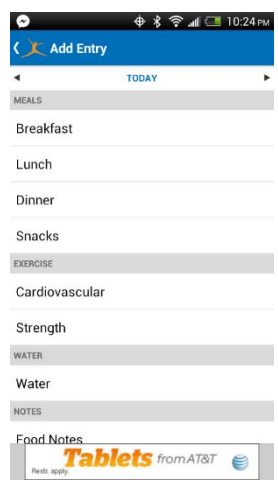 10:24 PM
Add Entry
TODAY
MEALS
Breakfast
Lunch
Dinner
Snacks
EXERCISE
Cardiovascular
Strength
WATER
Water
NOTES
Food Notes
Tablets from AT&T
Restr. apply.